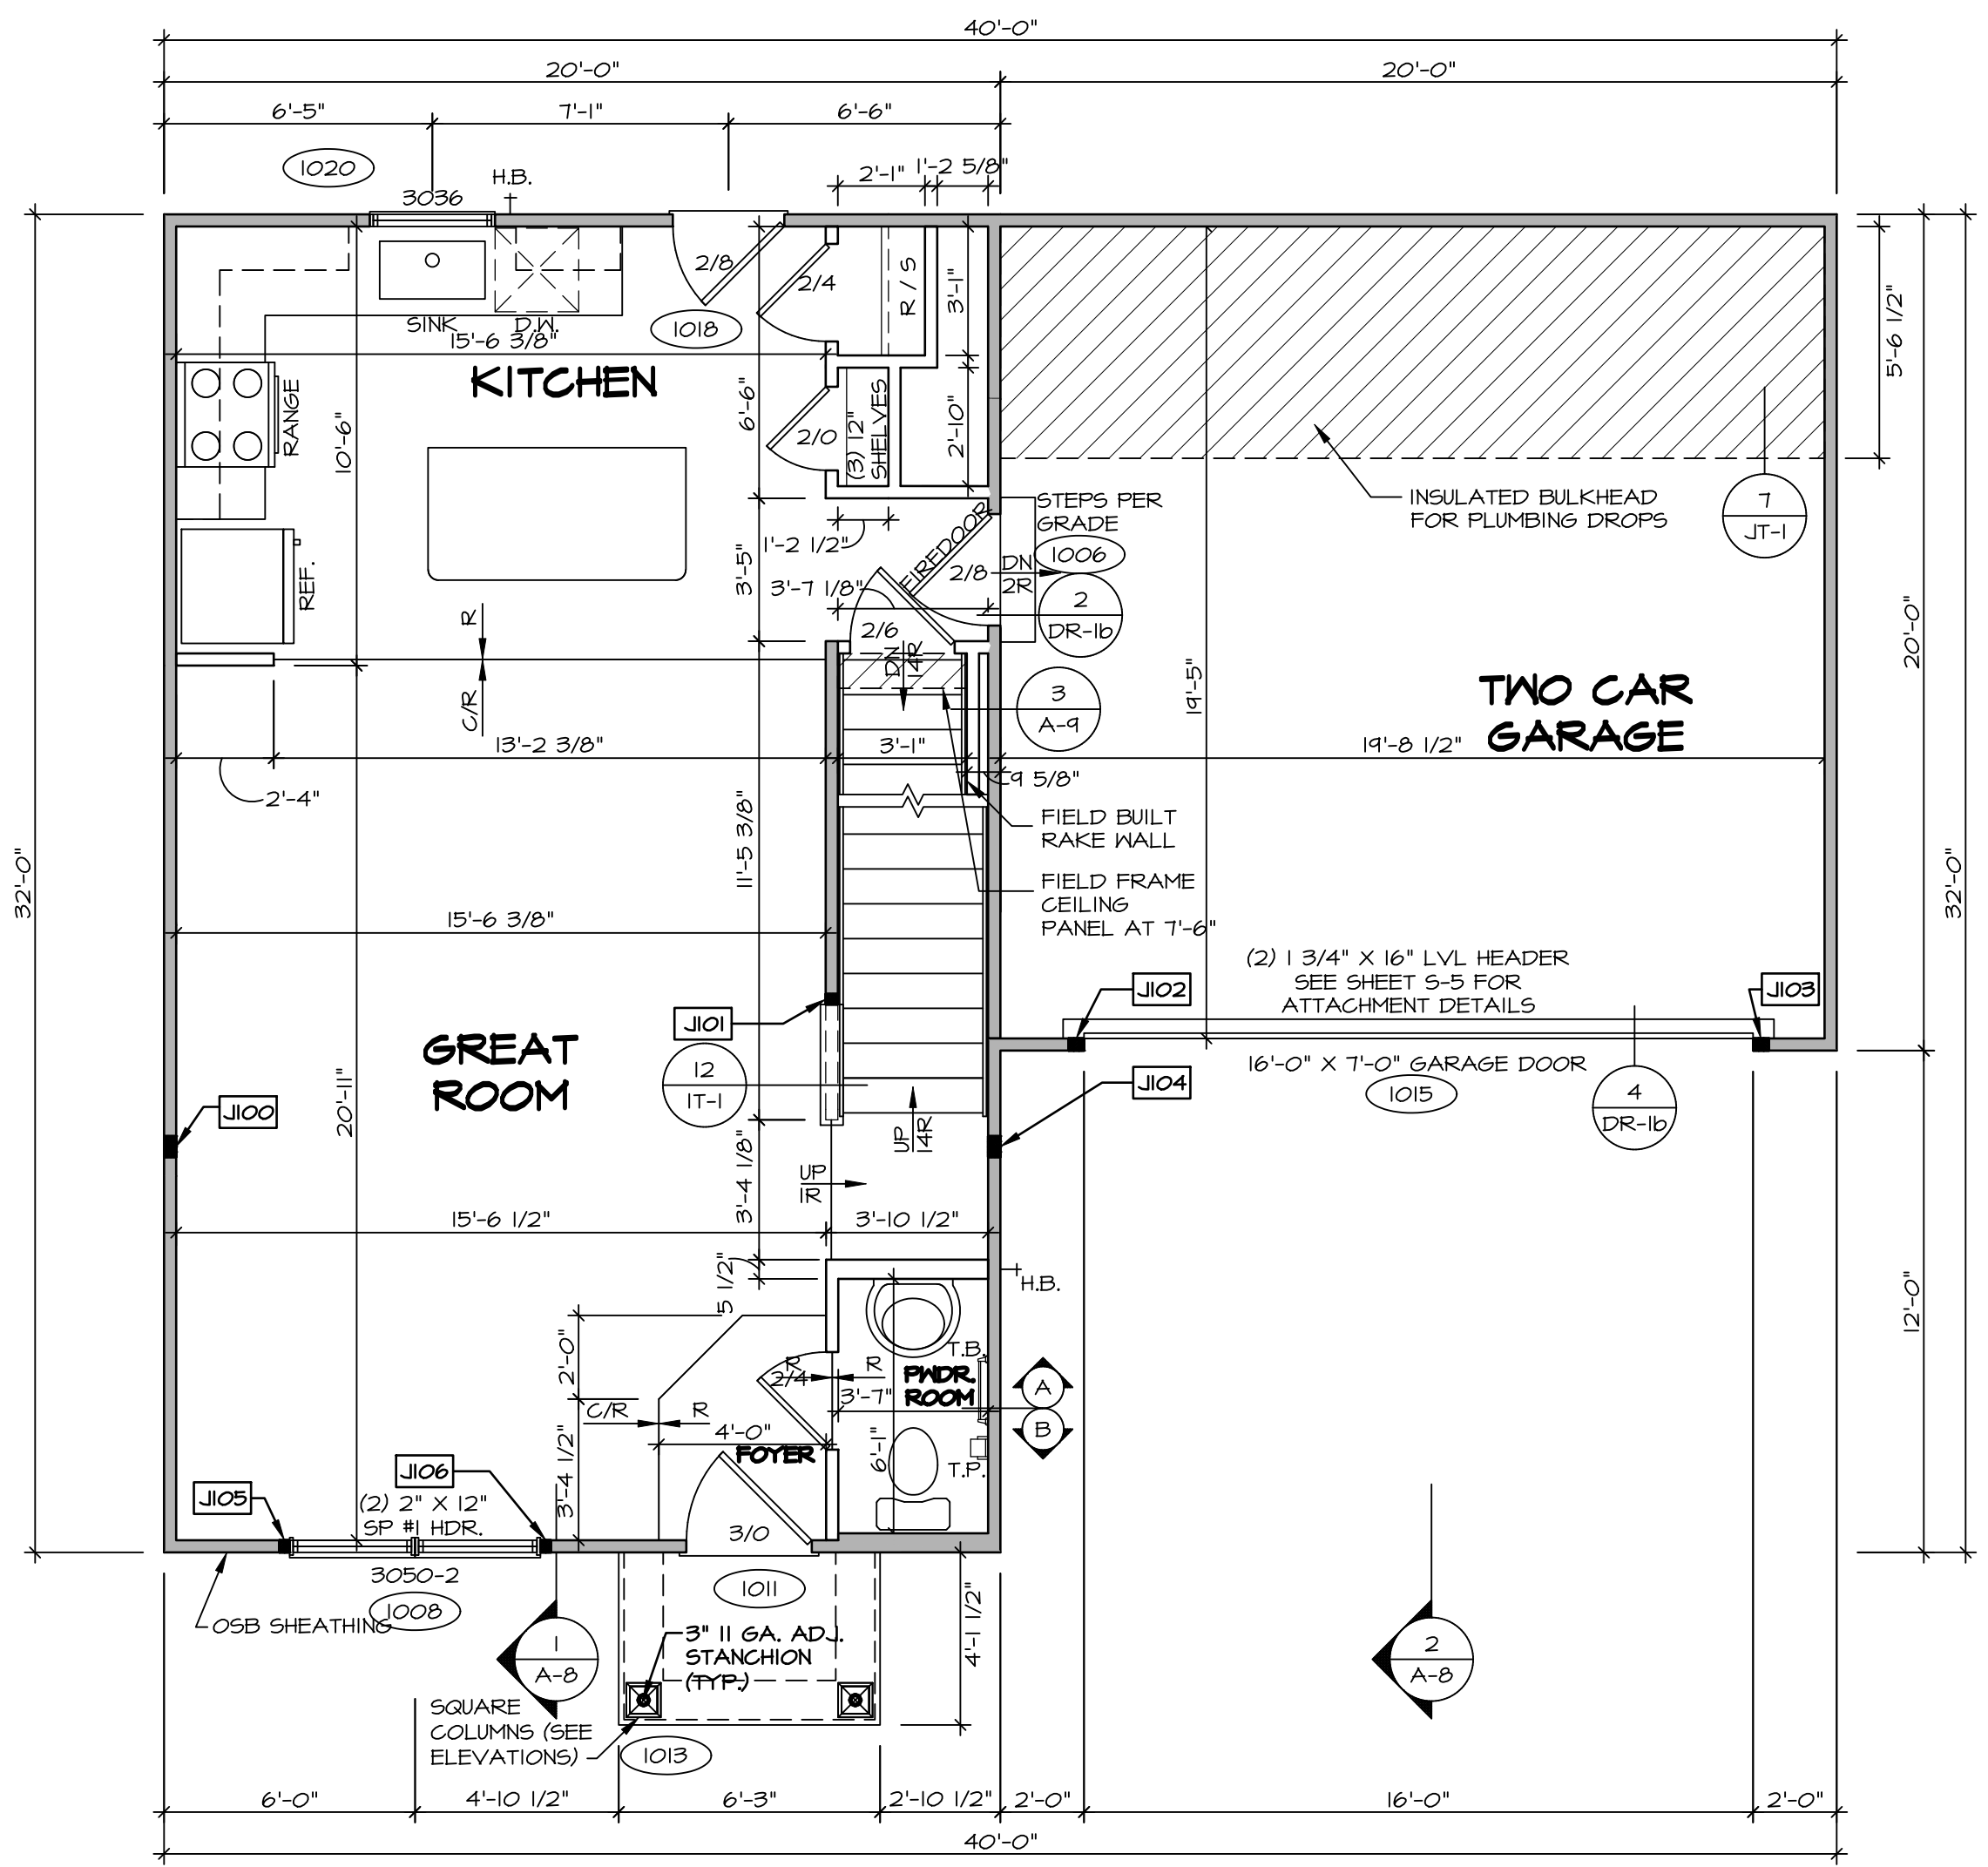 40'-0"
20'-0"
20'-0"
6'-5"
7'-1"
6'-6"
1020
3036
H.B.
2'-1"
1'-2 5/8"
2/8
2/4
R / S
3'-1"
5'-6 1/2"
SINK
D.W.
1018
15'-6 3/8"
KITCHEN
RANGE
10'-6"
6'-6"
2/0
(3) 12"
SHELVES
2'-10"
INSULATED BULKHEAD
FOR PLUMBING DROPS
7
JT-1
STEPS PER
GRADE
1006
1'-2 1/2"
3'-5"
FIREDOOR
2/8
DN
2R
REF.
3'-7 1/8"
2
DR-1b
20'-0"
R
2/6
DN
14R
C/R
3
A-9
19'-5"
TWO CAR
GARAGE
13'-2 3/8"
3'-1"
19'-8 1/2"
2'-4"
9 5/8"
FIELD BUILT
RAKE WALL
11'-5 3/8"
32'-0"
32'-0"
FIELD FRAME
CEILING
PANEL AT 7'-6"
15'-6 3/8"
(2) 1 3/4" X 16" LVL HEADER
SEE SHEET S-5 FOR
ATTACHMENT DETAILS
J102
J103
J101
GREAT
ROOM
12
IT-1
16'-0" X 7'-0" GARAGE DOOR
1015
4
DR-1b
J104
J100
20'-11"
UP
14R
3'-4 1/8"
UP
1R
15'-6 1/2"
3'-10 1/2"
5 1/2"
H.B.
12'-0"
2'-0"
T.B.
R
R
2/4
PWDR.
ROOM
3'-7"
A
B
C/R
R
4'-0"
FOYER
6'-1"
T.P.
3'-4 1/2"
J106
J105
(2) 2" X 12"
SP #1 HDR.
3/0
3050-2
1008
OSB SHEATHING
1011
4'-1 1/2"
1
A-8
3" 11 GA. ADJ.
STANCHION
(TYP.)
2
A-8
SQUARE
COLUMNS (SEE
ELEVATIONS)
1013
6'-0"
4'-10 1/2"
6'-3"
2'-10 1/2"
2'-0"
16'-0"
2'-0"
40'-0"